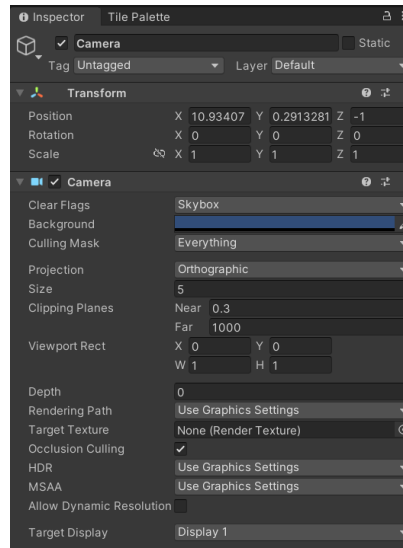 Inspector Tile Palette
Camera Static
Tag Untagged Layer Default
Transform
Position X 10.93407 Y 0.2913281 Z -1
Rotation X 0 Y 0 Z 0
Scale X 1 Y 1 Z 1
Camera
Clear Flags Skybox
Background
Culling Mask Everything
Projection Orthographic
Size 5
Clipping Planes Near 0.3
Far 1000
Viewport Rect X 0 Y 0
W 1 H 1
Depth 0
Rendering Path Use Graphics Settings
Target Texture None (Render Texture)
Occlusion Culling
HDR Use Graphics Settings
MSAA Use Graphics Settings
Allow Dynamic Resolution
Target Display Display 1